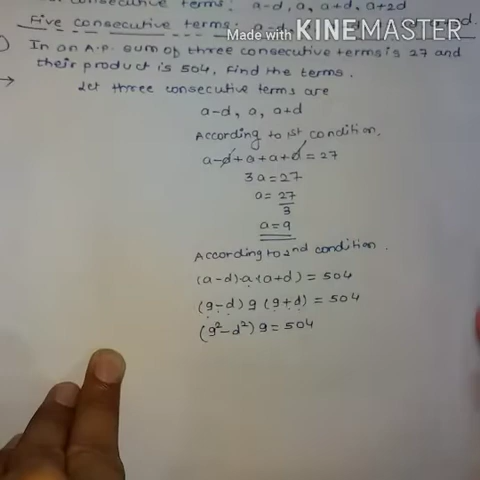 consecutive terms: a-d, a, a+d, a+2d
Five consecutive terms: a-d,
Made with KINEMASTER
In an A.P. sum of three consecutive terms is 27 and
their product is 504, Find the terms.
→ Let three consecutive terms are
a-d, a, a+d
According to 1st condition,
a-d+a+a+d = 27
3a=27
a= 27/3
a=9
According to 2nd condition.
(a-d) a (a+d) = 504
(9-d) 9 (9+d) = 504
(9²-d²) 9 = 504